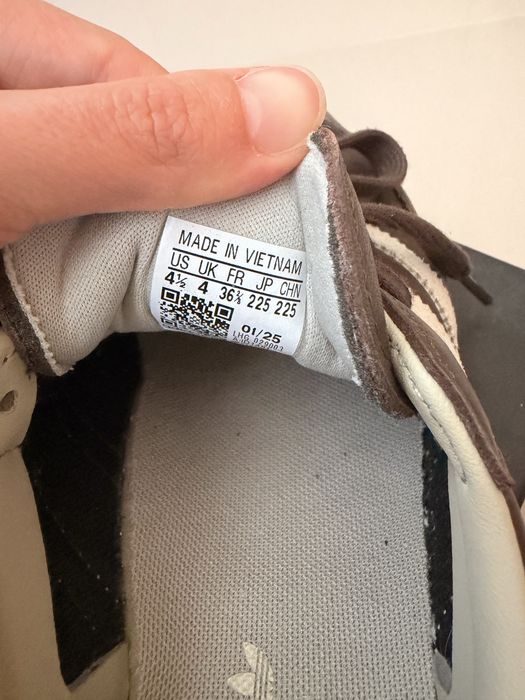 MADE IN VIETNAM
US UK FR JP CHN
4½ 4 36⅔ 225 225
01/25